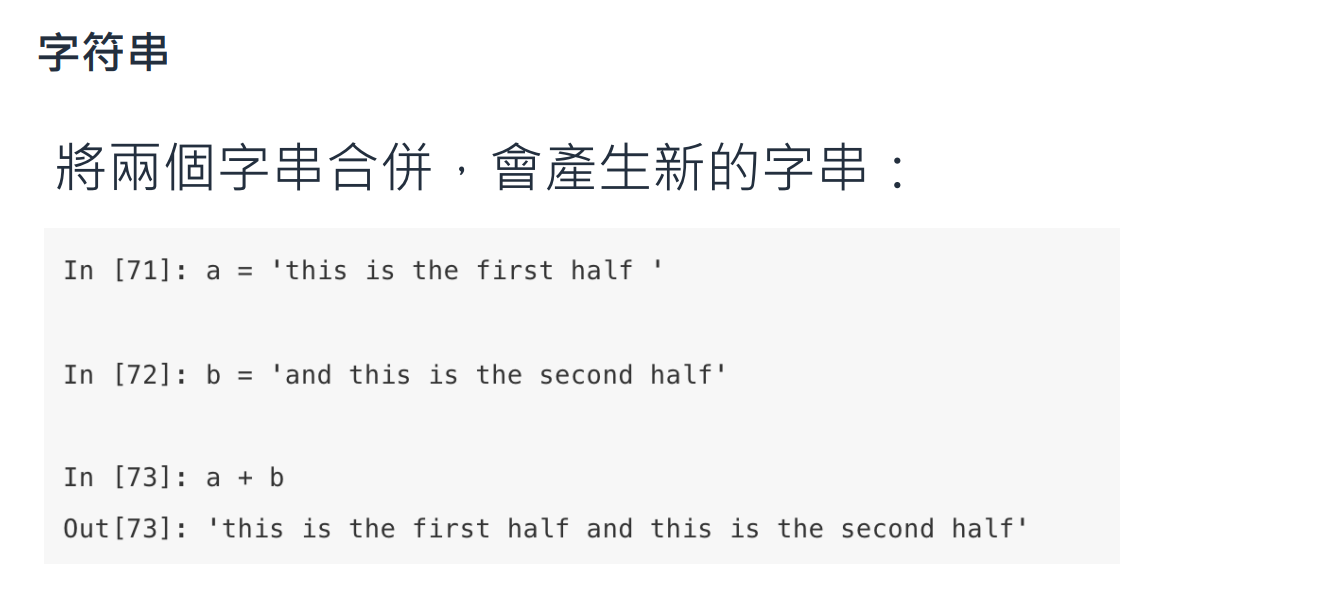 字符串
將兩個字串合併，會產生新的字串：
In [71]: a = 'this is the first half '
In [72]: b = 'and this is the second half'
In [73]: a + b
Out[73]: 'this is the first half and this is the second half'